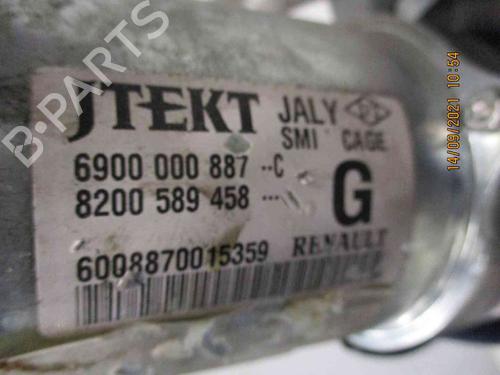 JTEKT JALY
SMI CAGE
6900 000 887 --C
8200 589 458 ---
G
6008870015359 RENAULT
B-PARTS
14/09/2021 10:54